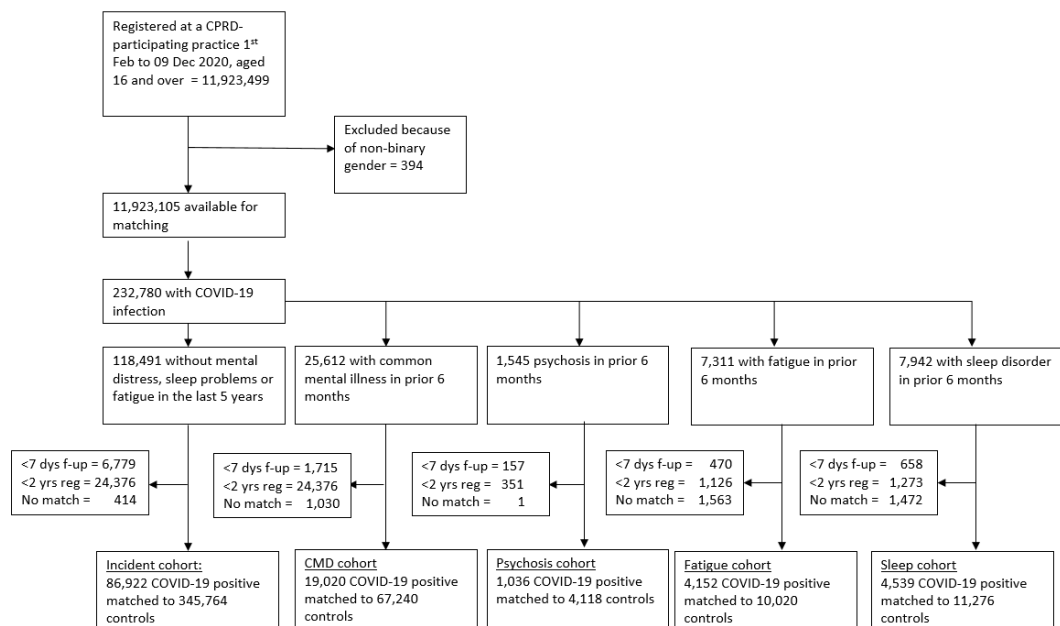 Registered at a CPRD-
participating practice 1st
Feb to 09 Dec 2020, aged
16 and over = 11,923,499
Excluded because
of non-binary
gender = 394
11,923,105 available for
matching
232,780 with COVID-19
infection
118,491 without mental
distress, sleep problems or
fatigue in the last 5 years
25,612 with common
mental illness in prior 6
months
1,545 psychosis in prior 6
months
7,311 with fatigue in prior
6 months
7,942 with sleep disorder
in prior 6 months
<7 dys f-up = 6,779
<2 yrs reg = 24,376
No match = 414
<7 dys f-up = 1,715
<2 yrs reg = 24,376
No match = 1,030
<7 dys f-up = 157
<2 yrs reg = 351
No match = 1
<7 dys f-up = 470
<2 yrs reg = 1,126
No match = 1,563
<7 dys f-up = 658
<2 yrs reg = 1,273
No match = 1,472
Incident cohort:
86,922 COVID-19 positive
matched to 345,764
controls
CMD cohort
19,020 COVID-19 positive
matched to 67,240
controls
Psychosis cohort
1,036 COVID-19 positive
matched to 4,118 controls
Fatigue cohort
4,152 COVID-19 positive
matched to 10,020
controls
Sleep cohort
4,539 COVID-19 positive
matched to 11,276
controls